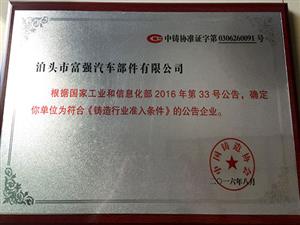 中铸协准证字第0306260091号
泊头市富强汽车部件有限公司
根据国家工业和信息化部2016年第33号公告，确定
你单位为符合《铸造行业准入条件》的公告企业。
中国铸造协会
二〇一六年八月